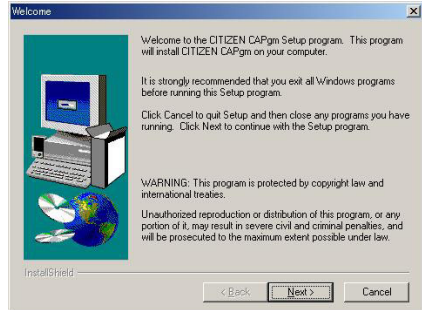 Welcome
Welcome to the CITIZEN CAPgm Setup program. This program
will install CITIZEN CAPgm on your computer.
It is strongly recommended that you exit all Windows programs
before running this Setup program.
Click Cancel to quit Setup and then close any programs you have
running. Click Next to continue with the Setup program.
WARNING: This program is protected by copyright law and
international treaties.
Unauthorized reproduction or distribution of this program, or any
portion of it, may result in severe civil and criminal penalties, and
will be prosecuted to the maximum extent possible under law.
InstallShield
< Back
Next >
Cancel